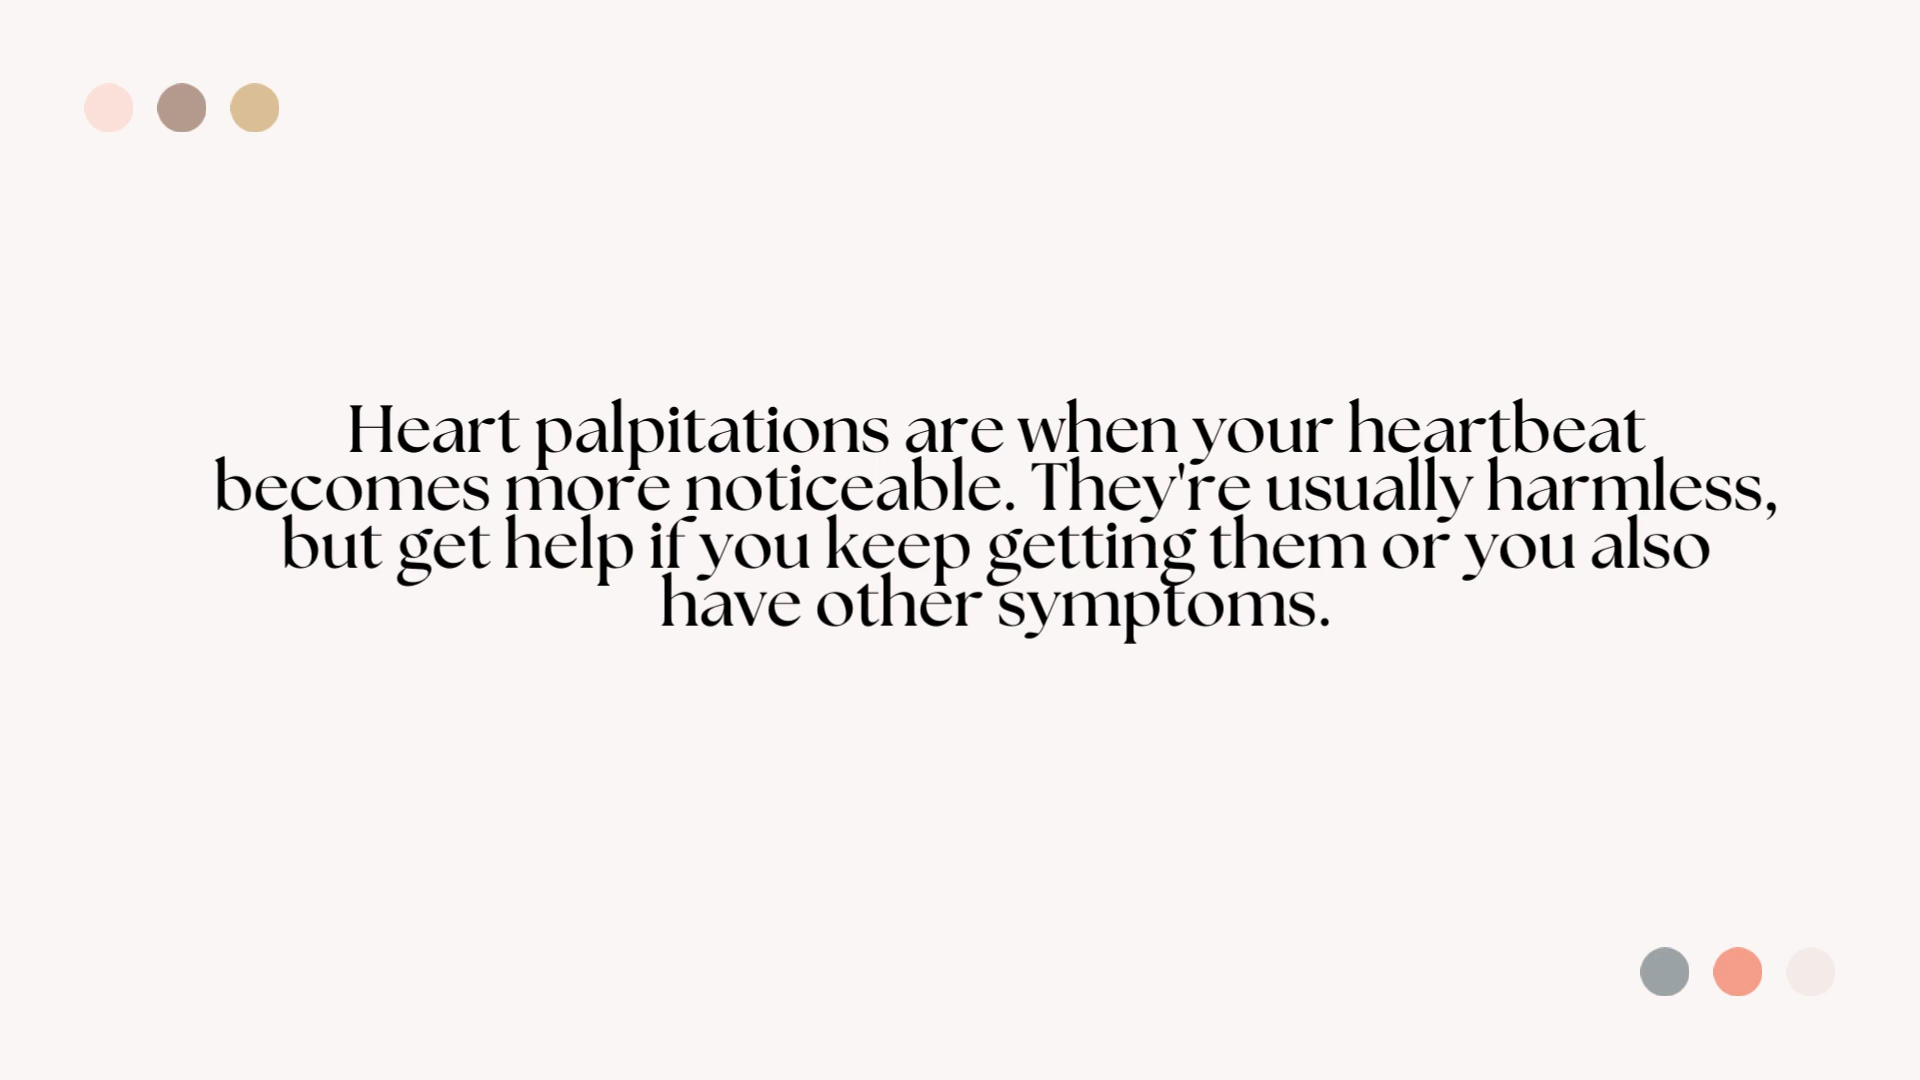 Heart palpitations are when your heartbeat
becomes more noticeable. They're usually harmless,
but get help if you keep getting them or you also
have other symptoms.